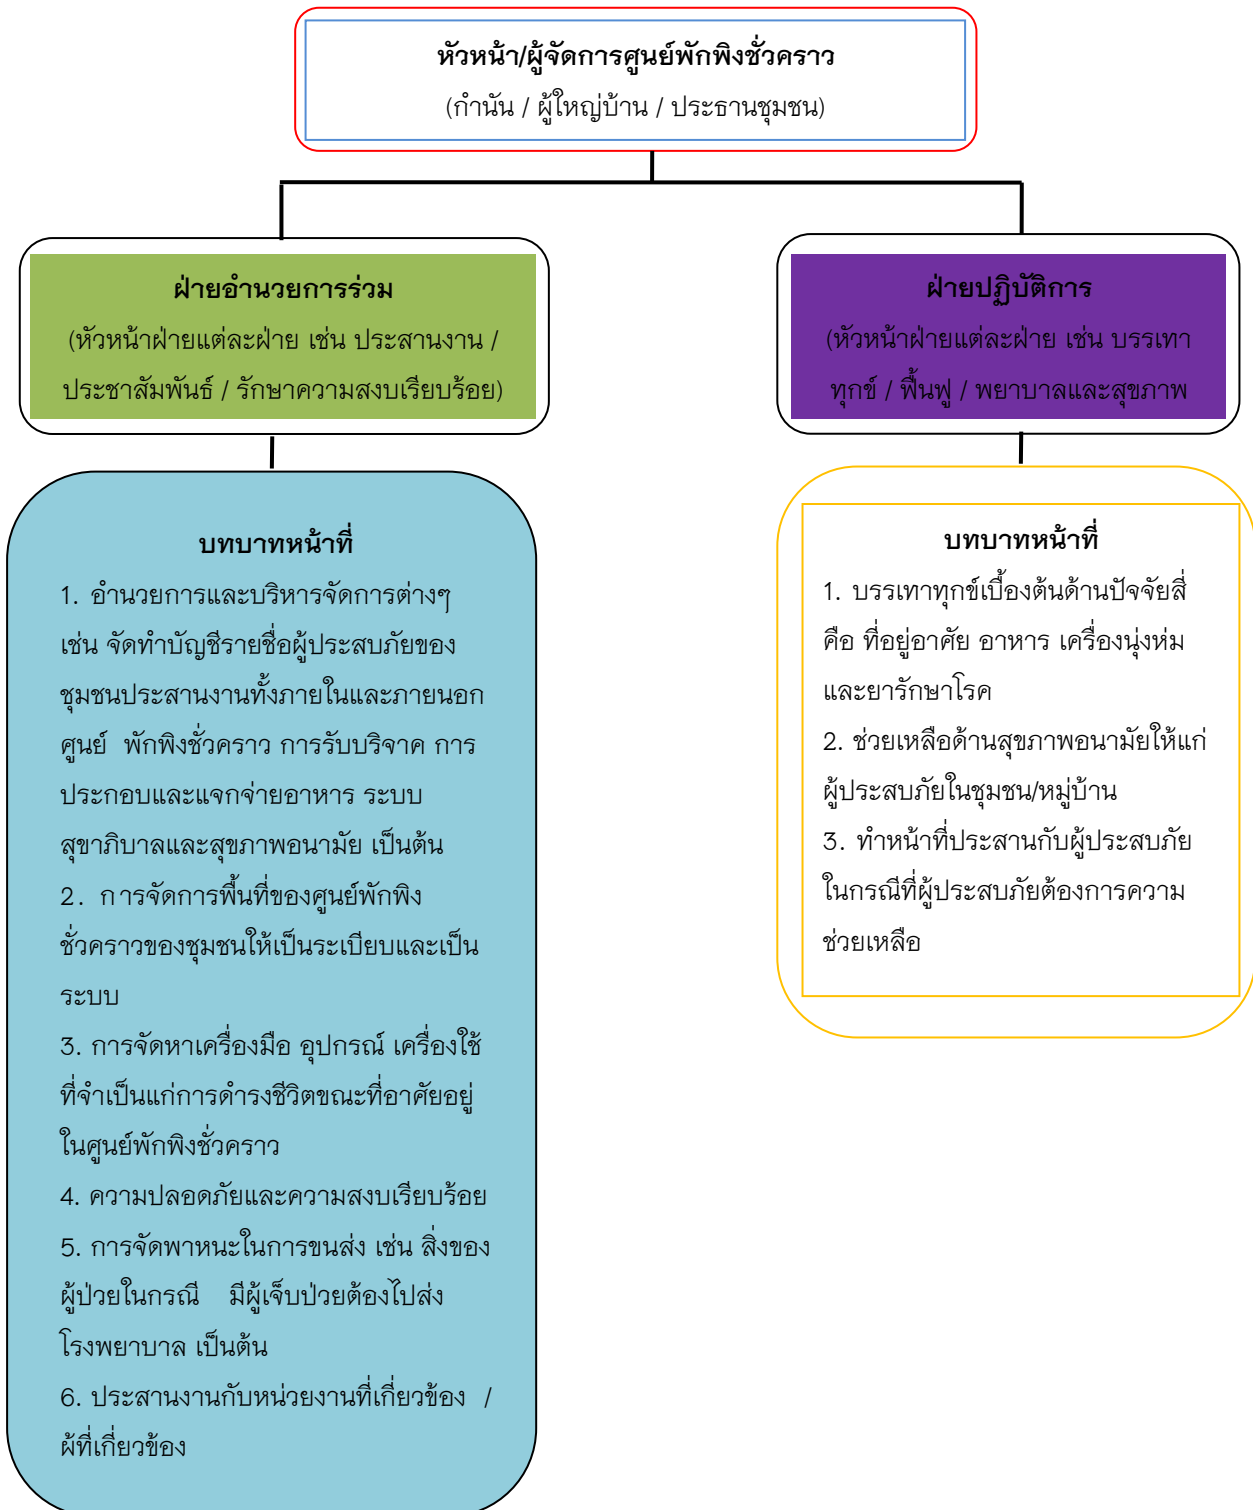 หัวหน้า/ผู้จัดการศูนย์พักพิงชั่วคราว
(กำนัน / ผู้ใหญ่บ้าน / ประธานชุมชน)
ฝ่ายอำนวยการร่วม
(หัวหน้าฝ่ายแต่ละฝ่าย เช่น ประสานงาน /
ประชาสัมพันธ์ / รักษาความสงบเรียบร้อย)
ฝ่ายปฏิบัติการ
(หัวหน้าฝ่ายแต่ละฝ่าย เช่น บรรเทา
ทุกข์ / ฟื้นฟู / พยาบาลและสุขภาพ
บทบาทหน้าที่
1. อำนวยการและบริหารจัดการต่างๆ
เช่น จัดทำบัญชีรายชื่อผู้ประสบภัยของ
ชุมชนประสานงานทั้งภายในและภายนอก
ศูนย์ พักพิงชั่วคราว การรับบริจาค การ
ประกอบและแจกจ่ายอาหาร ระบบ
สุขาภิบาลและสุขภาพอนามัย เป็นต้น
2. การจัดการพื้นที่ของศูนย์พักพิง
ชั่วคราวของชุมชนให้เป็นระเบียบและเป็น
ระบบ
3. การจัดหาเครื่องมือ อุปกรณ์ เครื่องใช้
ที่จำเป็นแก่การดำรงชีวิตขณะที่อาศัยอยู่
ในศูนย์พักพิงชั่วคราว
4. ความปลอดภัยและความสงบเรียบร้อย
5. การจัดพาหนะในการขนส่ง เช่น สิ่งของ
ผู้ป่วยในกรณี มีผู้เจ็บป่วยต้องไปส่ง
โรงพยาบาล เป็นต้น
6. ประสานงานกับหน่วยงานที่เกี่ยวข้อง /
ผู้ที่เกี่ยวข้อง
บทบาทหน้าที่
1. บรรเทาทุกข์เบื้องต้นด้านปัจจัยสี่
คือ ที่อยู่อาศัย อาหาร เครื่องนุ่งห่ม
และยารักษาโรค
2. ช่วยเหลือด้านสุขภาพอนามัยให้แก่
ผู้ประสบภัยในชุมชน/หมู่บ้าน
3. ทำหน้าที่ประสานกับผู้ประสบภัย
ในกรณีที่ผู้ประสบภัยต้องการความ
ช่วยเหลือ